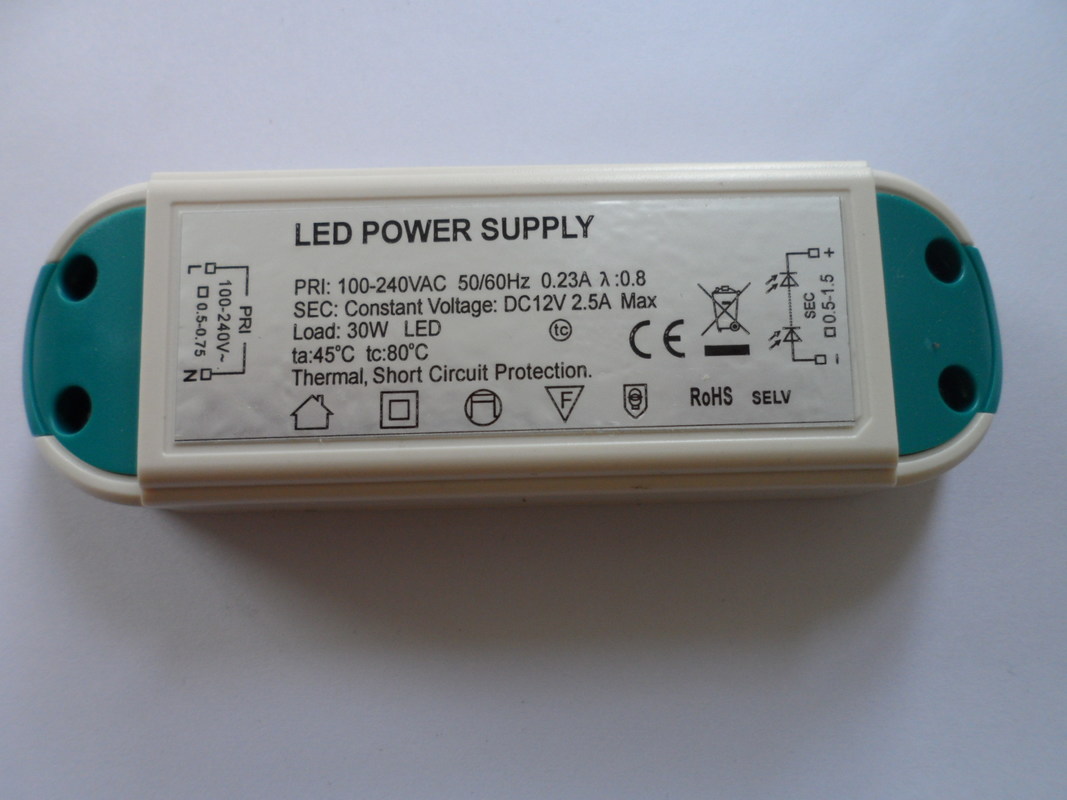 LED POWER SUPPLY
PRI: 100-240VAC 50/60Hz 0.23A λ:0.8
SEC: Constant Voltage: DC12V 2.5A Max
Load: 30W LED
tc
ta:45°C tc:80°C
Thermal, Short Circuit Protection.
CE
F
RoHS SELV
PRI
L 100-240V~ N
0.5-0.75
+ SEC -
0.5-1.5